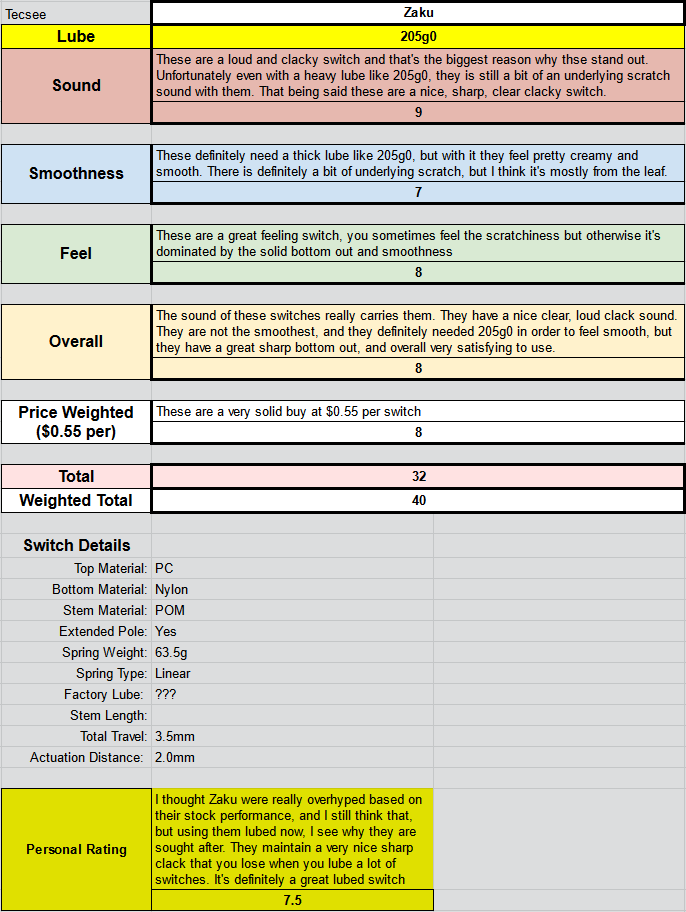 Tecsee
Zaku
Lube
205g0
Sound
These are a loud and clacky switch and that's the biggest reason why thse stand out.
Unfortunately even with a heavy lube like 205g0, they is still a bit of an underlying scratch
sound with them. That being said these are a nice, sharp, clear clacky switch.
9
Smoothness
These definitely need a thick lube like 205g0, but with it they feel pretty creamy and
smooth. There is definitely a bit of underlying scratch, but I think it's mostly from the leaf.
7
Feel
These are a great feeling switch, you sometimes feel the scratchiness but otherwise it's
dominated by the solid bottom out and smoothness
8
Overall
The sound of these switches really carries them. They have a nice clear, loud clack sound.
They are not the smoothest, and they definitely needed 205g0 in order to feel smooth, but
they have a great sharp bottom out, and overall very satisfying to use.
8
Price Weighted
($0.55 per)
These are a very solid buy at $0.55 per switch
8
Total
32
Weighted Total
40
Switch Details
Top Material: PC
Bottom Material: Nylon
Stem Material: POM
Extended Pole: Yes
Spring Weight: 63.5g
Spring Type: Linear
Factory Lube: ???
Stem Length:
Total Travel: 3.5mm
Actuation Distance: 2.0mm
Personal Rating
I thought Zaku were really overhyped based on
their stock performance, and I still think that,
but using them lubed now, I see why they are
sought after. They maintain a very nice sharp
clack that you lose when you lube a lot of
switches. It's definitely a great lubed switch
7.5